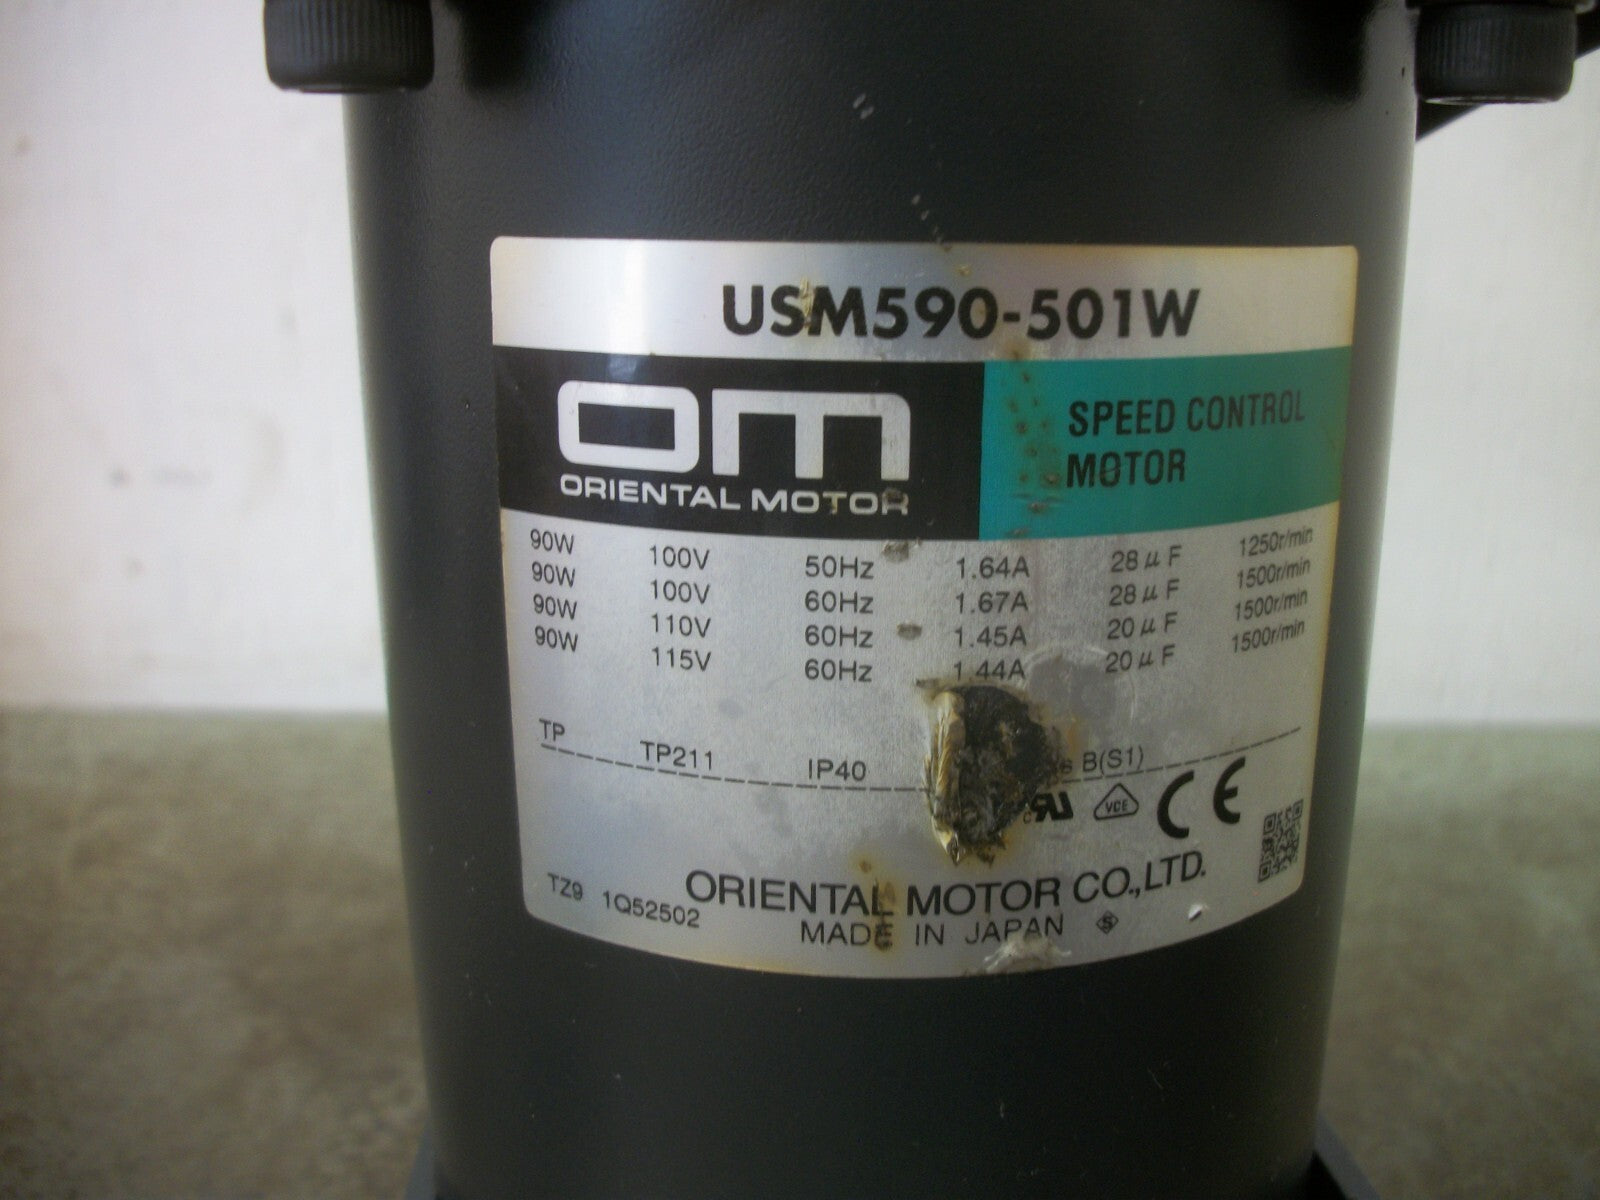 USM590-501W
om
ORIENTAL MOTOR
SPEED CONTROL
MOTOR
90W 100V 50Hz 1.64A 28μF 1250r/min
90W 100V 60Hz 1.67A 28μF 1500r/min
90W 110V 60Hz 1.45A 20μF 1500r/min
90W 115V 60Hz 1.44A 20μF 1500r/min
TP TP211 IP40 B(S1)
VDE CE
ORIENTAL MOTOR CO.,LTD.
TZ9 1Q52502
MADE IN JAPAN S